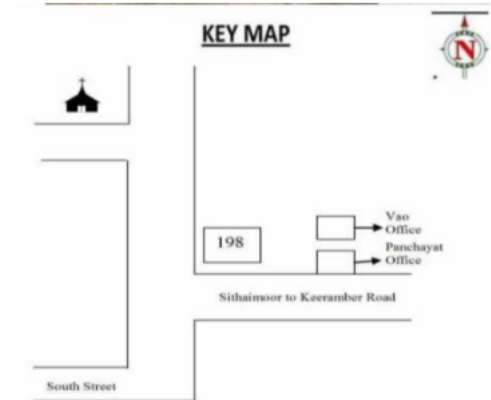 KEY MAP
N
198
Vao
Office
Panchayat
Office
Sithaimoor to Keeramber Road
South Street